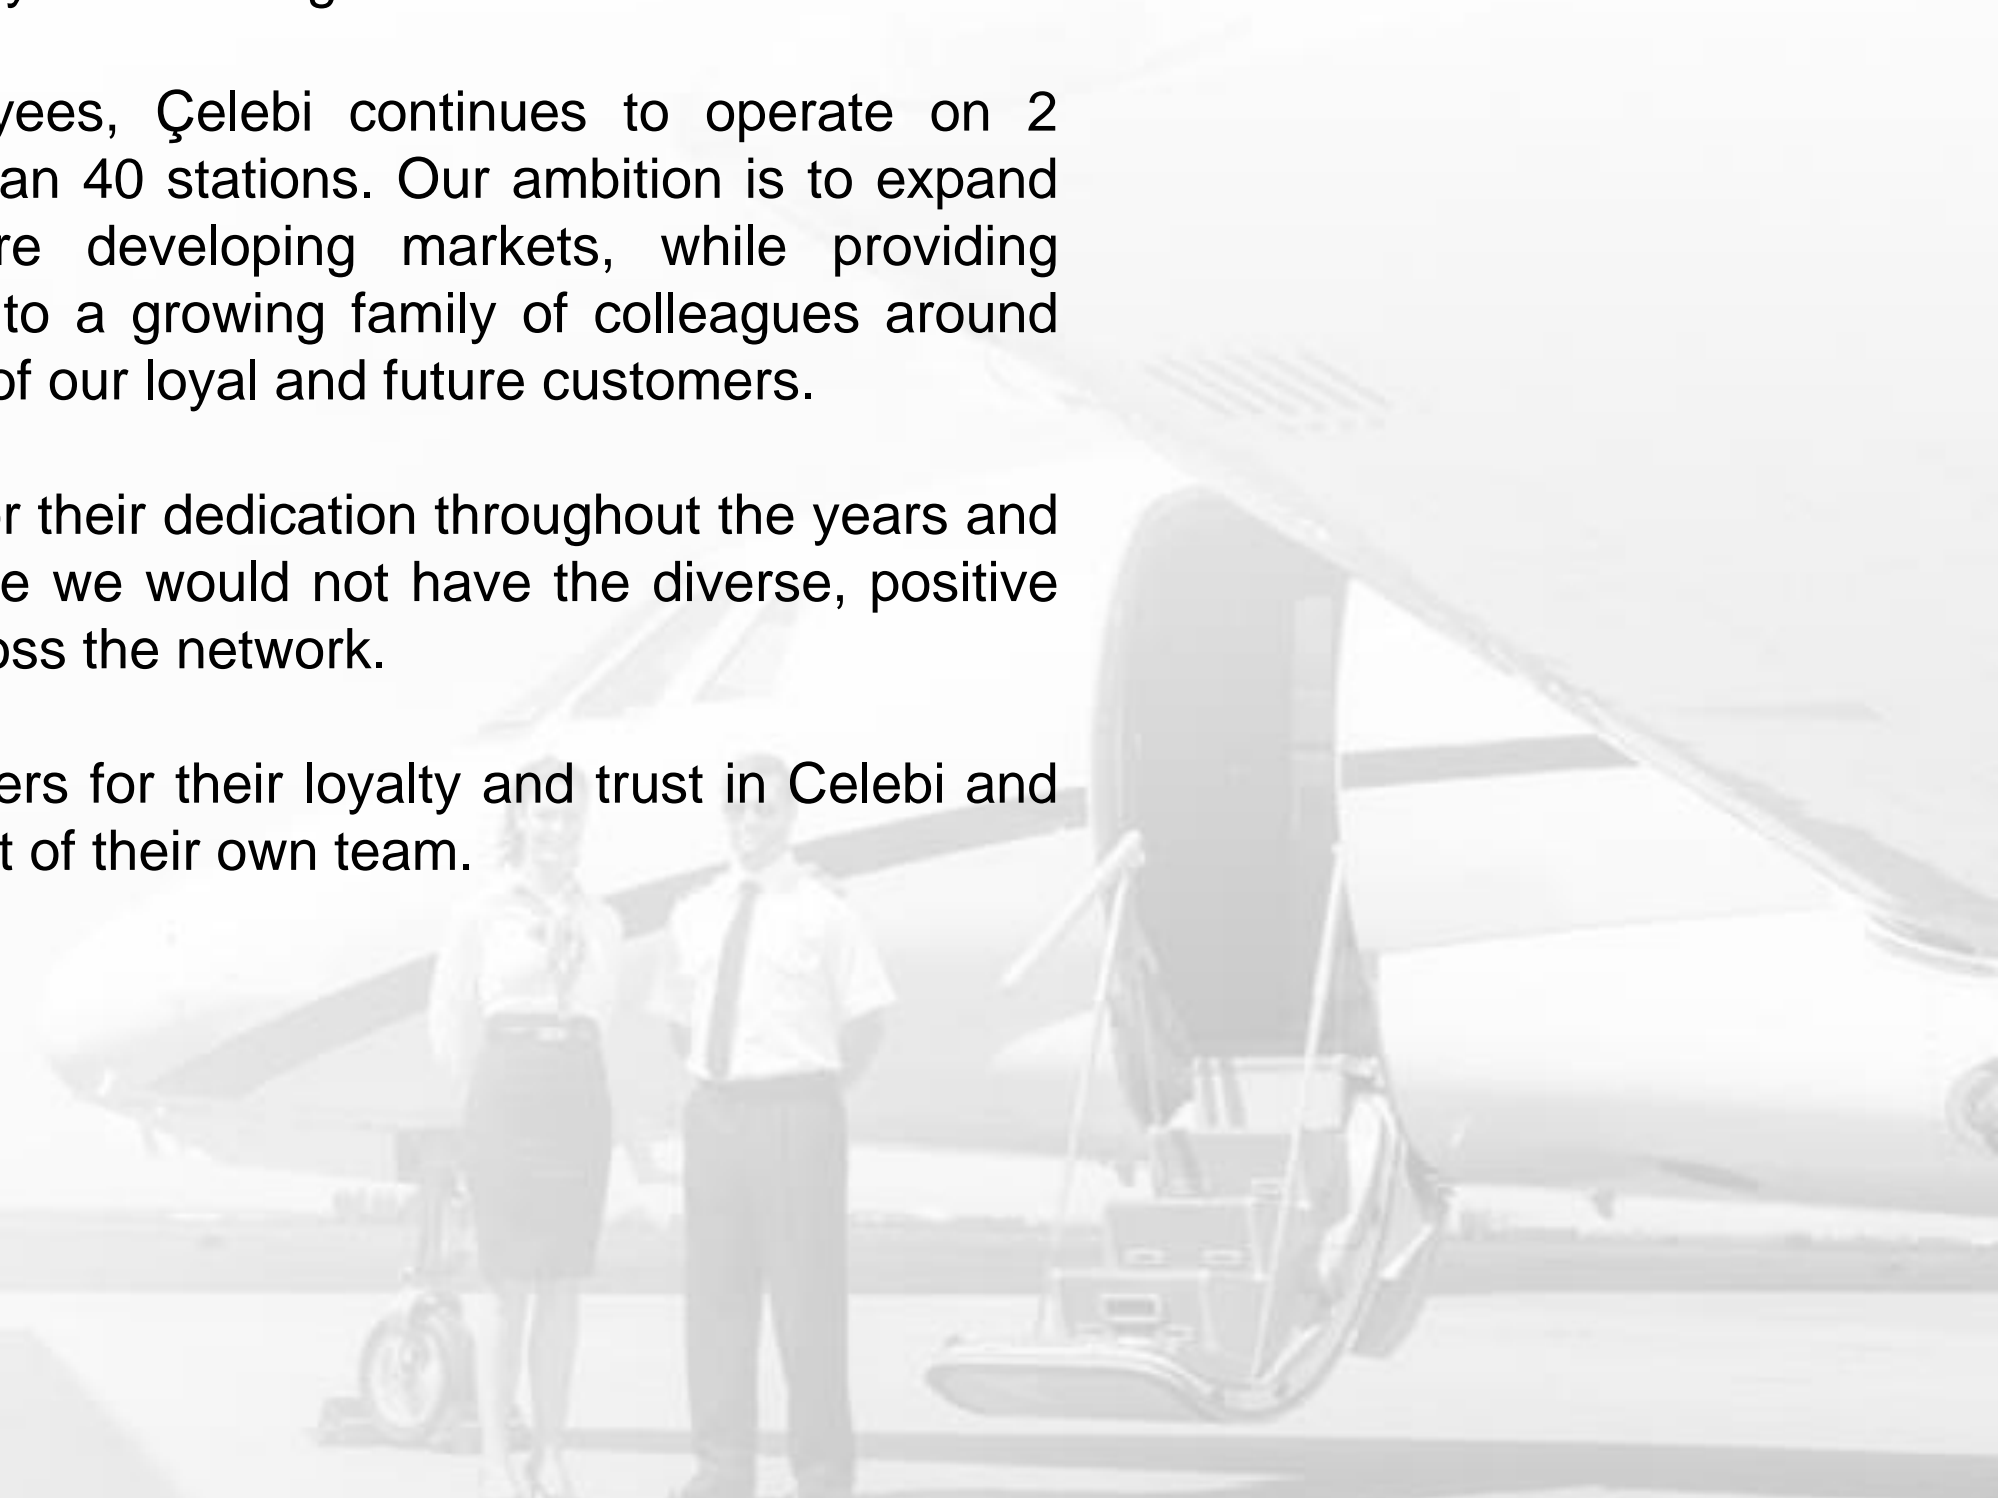 yees, Çelebi continues to operate on 2
an 40 stations. Our ambition is to expand
re developing markets, while providing
to a growing family of colleagues around
of our loyal and future customers.
r their dedication throughout the years and
e we would not have the diverse, positive
oss the network.
ers for their loyalty and trust in Celebi and
t of their own team.